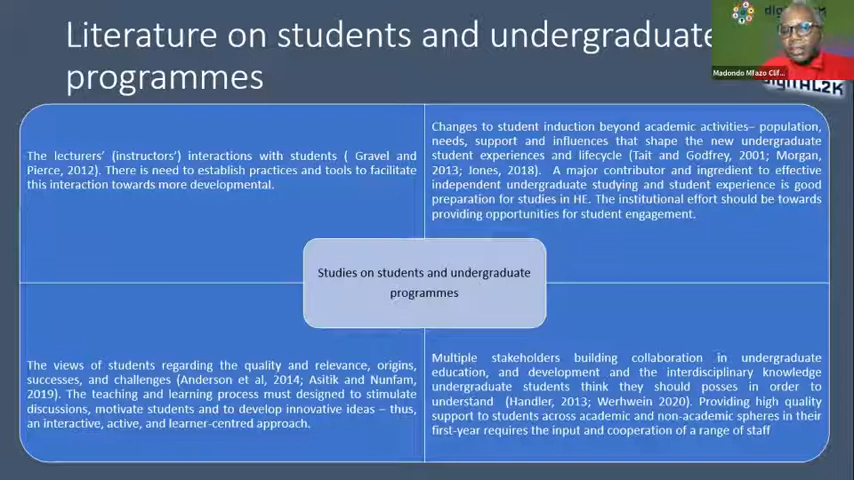 Literature on students and undergraduate
programmes
Madondo Mfazo Clif...
The lecturers' (instructors') interactions with students ( Gravel and
Pierce, 2012). There is need to establish practices and tools to facilitate
this interaction towards more developmental.
Changes to student induction beyond academic activities– population,
needs, support and influences that shape the new undergraduate
student experiences and lifecycle (Tait and Godfrey, 2001; Morgan,
2013; Jones, 2018). A major contributor and ingredient to effective
independent undergraduate studying and student experience is good
preparation for studies in HE. The institutional effort should be towards
providing opportunities for student engagement.
Studies on students and undergraduate
programmes
The views of students regarding the quality and relevance, origins,
successes, and challenges (Anderson et al, 2014; Asitik and Nunfam,
2019). The teaching and learning process must designed to stimulate
discussions, motivate students and to develop innovative ideas – thus,
an interactive, active, and learner-centred approach.
Multiple stakeholders building collaboration in undergraduate
education, and development and the interdisciplinary knowledge
undergraduate students think they should posses in order to
understand (Handler, 2013; Werhwein 2020). Providing high quality
support to students across academic and non-academic spheres in their
first-year requires the input and cooperation of a range of staff